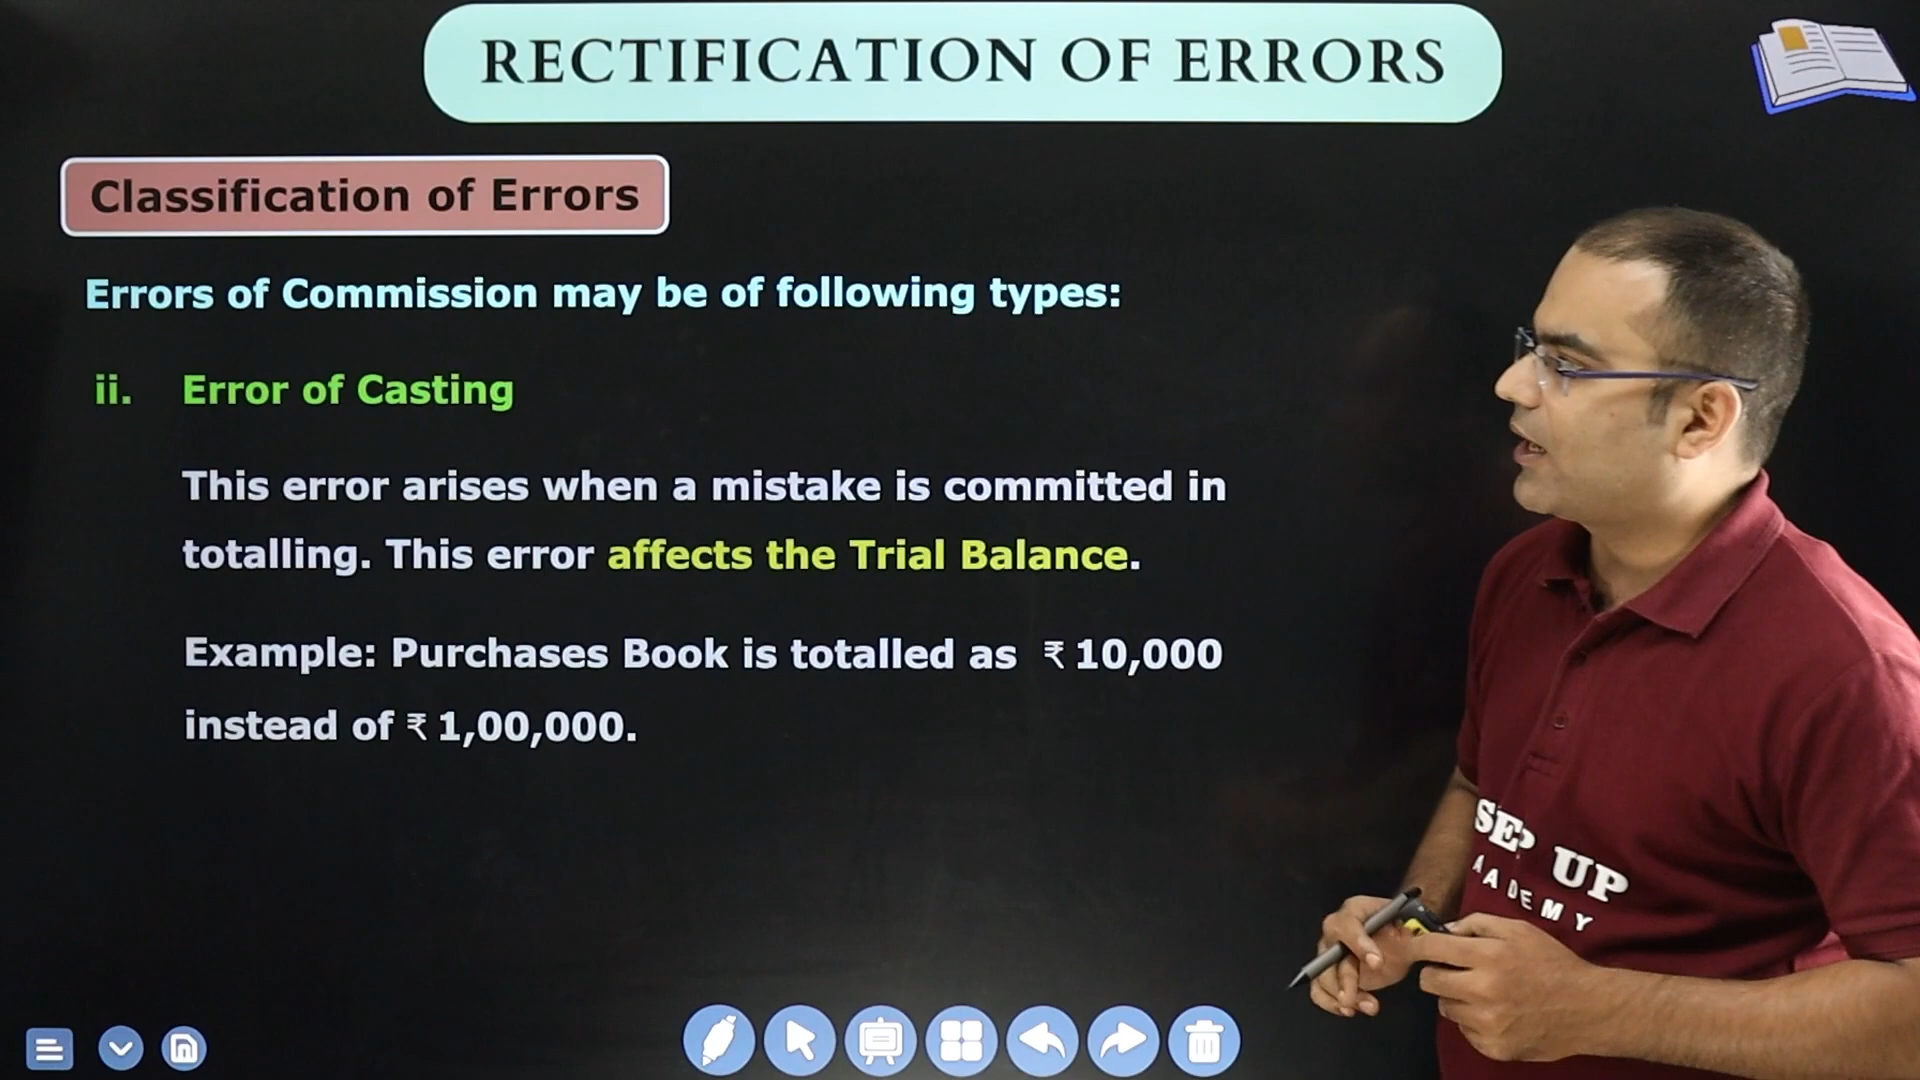 RECTIFICATION OF ERRORS
Classification of Errors
Errors of Commission may be of following types:
ii. Error of Casting
This error arises when a mistake is committed in
totalling. This error affects the Trial Balance.
Example: Purchases Book is totalled as ₹ 10,000
instead of ₹ 1,00,000.
UP